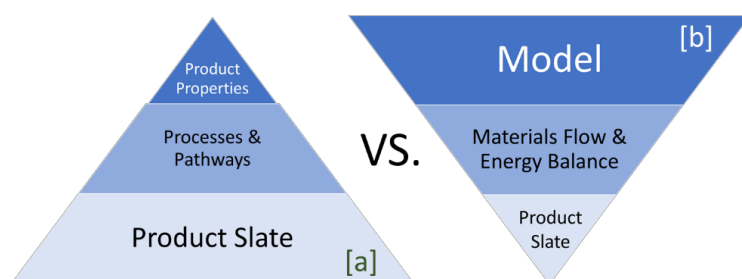 Product
Properties
Processes &
Pathways
Product Slate
[a]
VS.
[b]
Model
Materials Flow &
Energy Balance
Product
Slate